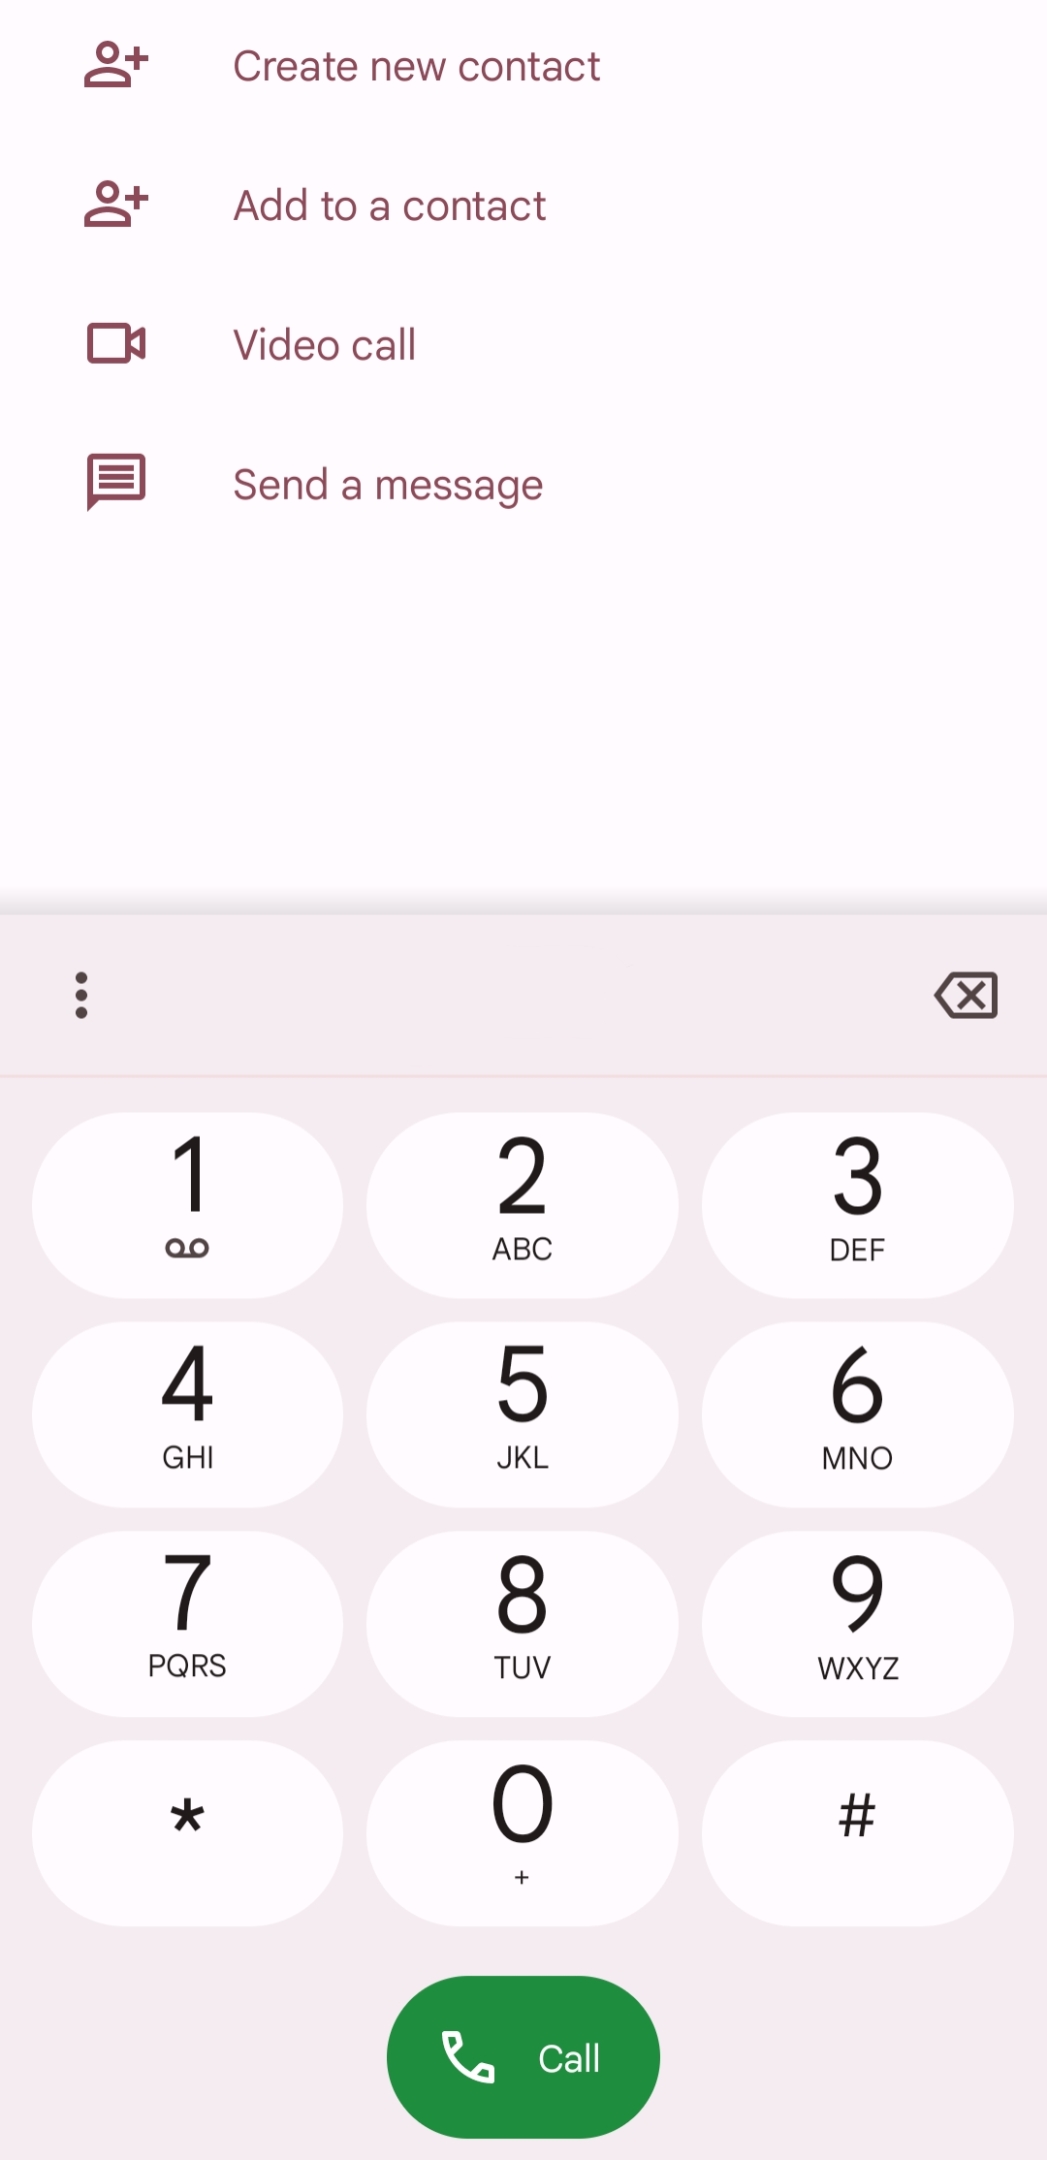 Create new contact
Add to a contact
Video call
Send a message
1 2 3
ABC DEF
4 5 6
GHI JKL MNO
7 8 9
PQRS TUV WXYZ
* 0 #
+
Call